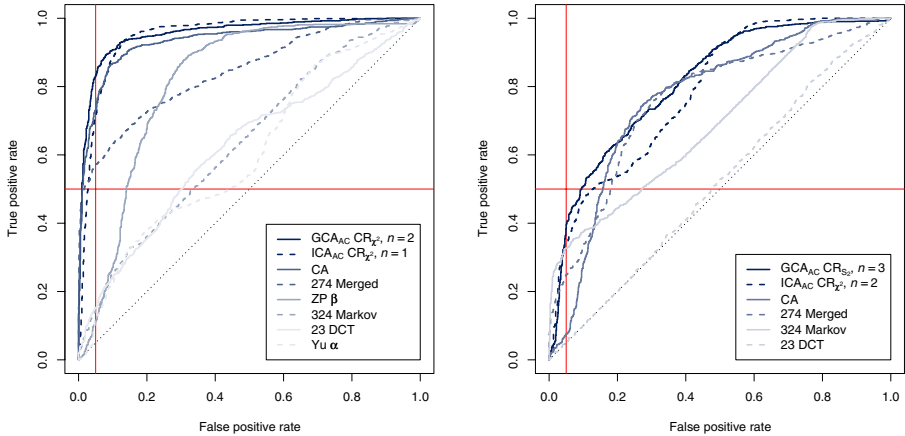 True positive rate
1.0
0.8
0.6
0.4
0.2
0.0
GCA_AC CR_χ², n = 2
ICA_AC CR_χ², n = 1
CA
274 Merged
ZP β
324 Markov
23 DCT
Yu α
0.0 0.2 0.4 0.6 0.8 1.0
False positive rate
True positive rate
1.0
0.8
0.6
0.4
0.2
0.0
GCA_AC CR_S₂, n = 3
ICA_AC CR_χ², n = 2
CA
274 Merged
324 Markov
23 DCT
0.0 0.2 0.4 0.6 0.8 1.0
False positive rate